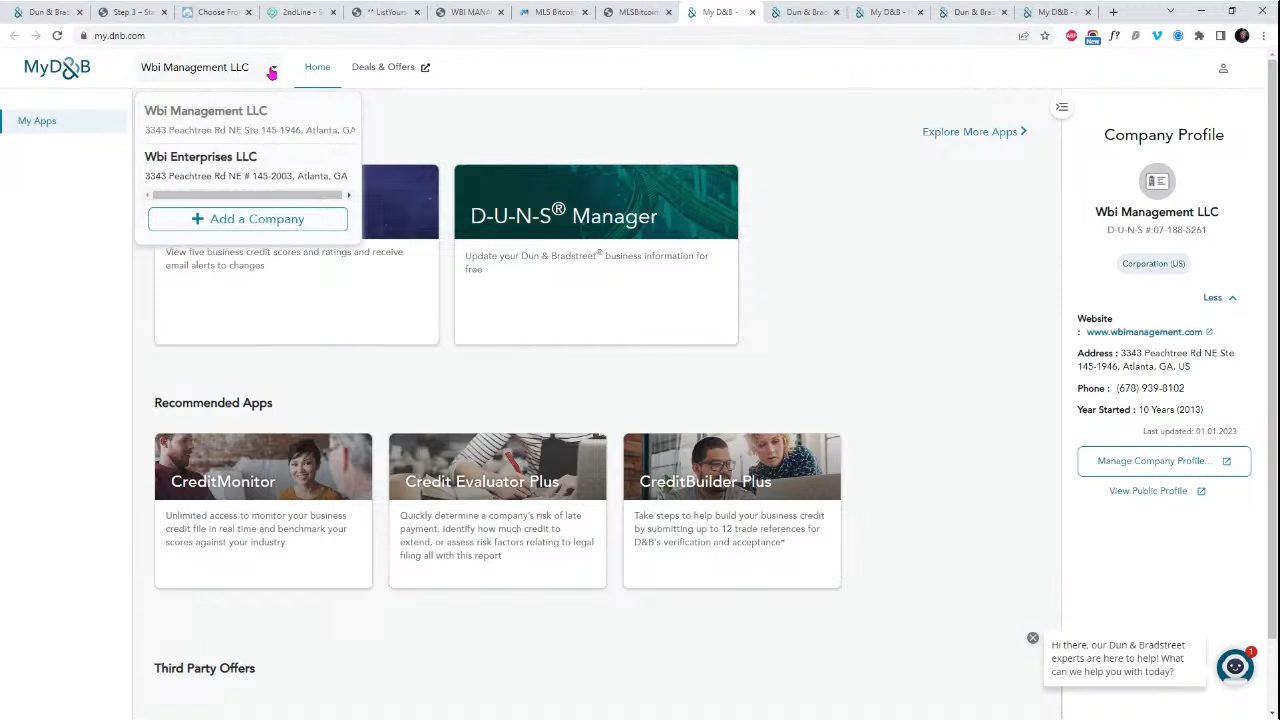 Dun & Brad
Step 3 –
Choose Fro
2ndLine - S
** ListYour
WBI MANA
MLS Bitcoin
MLSBitcoin
My D&B -
Dun & Brad
My D&B - I
Dun & Brad
My D&B - I
my.dnb.com
New
MyD&B
Wbi Management LLC
Home
Deals & Offers
My Apps
Wbi Management LLC
3343 Peachtree Rd NE Ste 145-1946, Atlanta, GA
Wbi Enterprises LLC
3343 Peachtree Rd NE # 145-2003, Atlanta, GA
+ Add a Company
Explore More Apps
View five business credit scores and ratings and receive
email alerts to changes
D-U-N-S® Manager
Update your Dun & Bradstreet® business information for
free
Recommended Apps
CreditMonitor
Unlimited access to monitor your business
credit file in real time and benchmark your
scores against your industry
Credit Evaluator Plus
Quickly determine a company's risk of late
payment, identify how much credit to
extend, or assess risk factors relating to legal
filing all with this report
CreditBuilder Plus
Take steps to help build your business credit
by submitting up to 12 trade references for
D&B's verification and acceptance*
Third Party Offers
Company Profile
Wbi Management LLC
D-U-N-S #:07-188-5261
Corporation (US)
Less
Website
: www.wbimanagement.com
Address : 3343 Peachtree Rd NE Ste
145-1946, Atlanta, GA, US
Phone : (678) 939-8102
Year Started : 10 Years (2013)
Last updated: 01.01.2023
Manage Company Profile...
View Public Profile
Hi there, our Dun & Bradstreet
experts are here to help! What
can we help you with today?
1